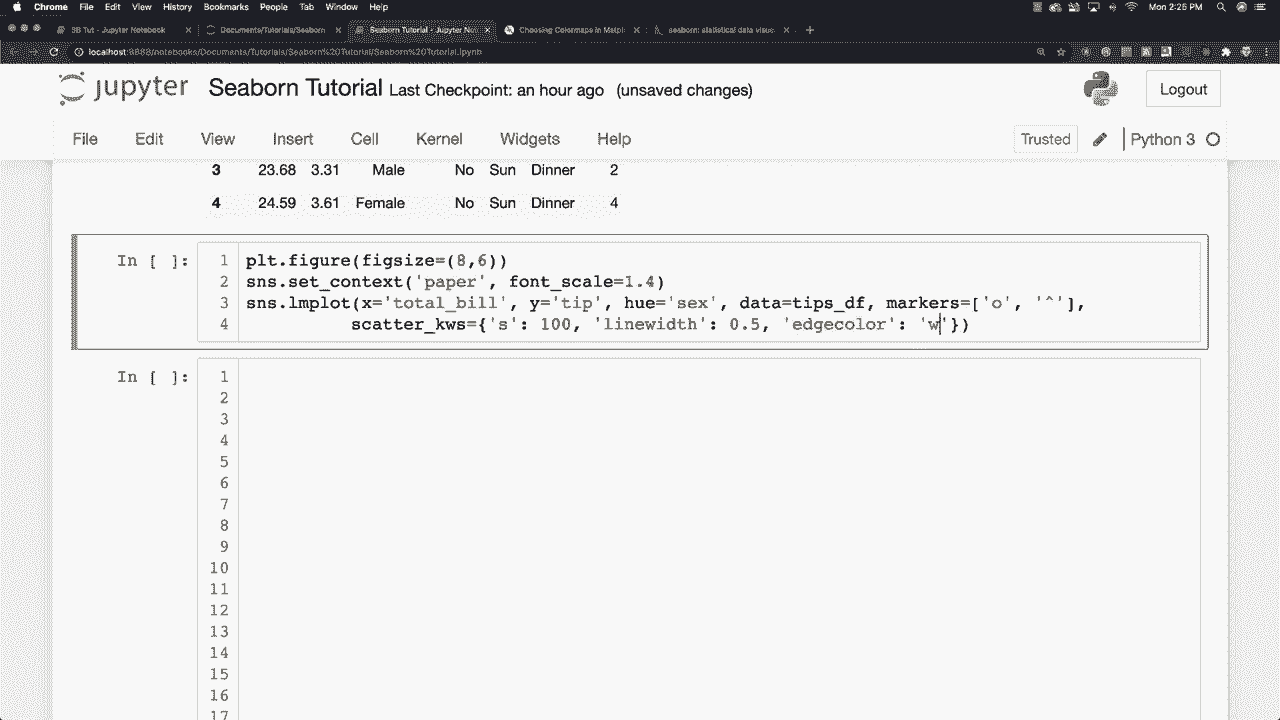 Chrome File Edit View History Bookmarks People Tab Window Help
Mon 2:25 PM
SB Tut - Jupyter Notebook
Documents/Tutorials/Seaborn
Seaborn Tutorial - Jupyter Not
Choosing Colormaps in Matpl
seaborn: statistical data visua
localhost:8888/notebooks/Documents/Tutorials/Seaborn%20Tutorial/Seaborn%20Tutorial.ipynb
jupyter Seaborn Tutorial Last Checkpoint: an hour ago (unsaved changes)
Logout
File Edit View Insert Cell Kernel Widgets Help
Trusted Python 3
3 23.68 3.31 Male No Sun Dinner 2
4 24.59 3.61 Female No Sun Dinner 4
In [ ]: 1 plt.figure(figsize=(8,6))
2 sns.set_context('paper', font_scale=1.4)
3 sns.lmplot(x='total_bill', y='tip', hue='sex', data=tips_df, markers=['o', '^'],
4 scatter_kws={'s': 100, 'linewidth': 0.5, 'edgecolor': 'w'})
In [ ]: 1
2
3
4
5
6
7
8
9
10
11
12
13
14
15
16
17